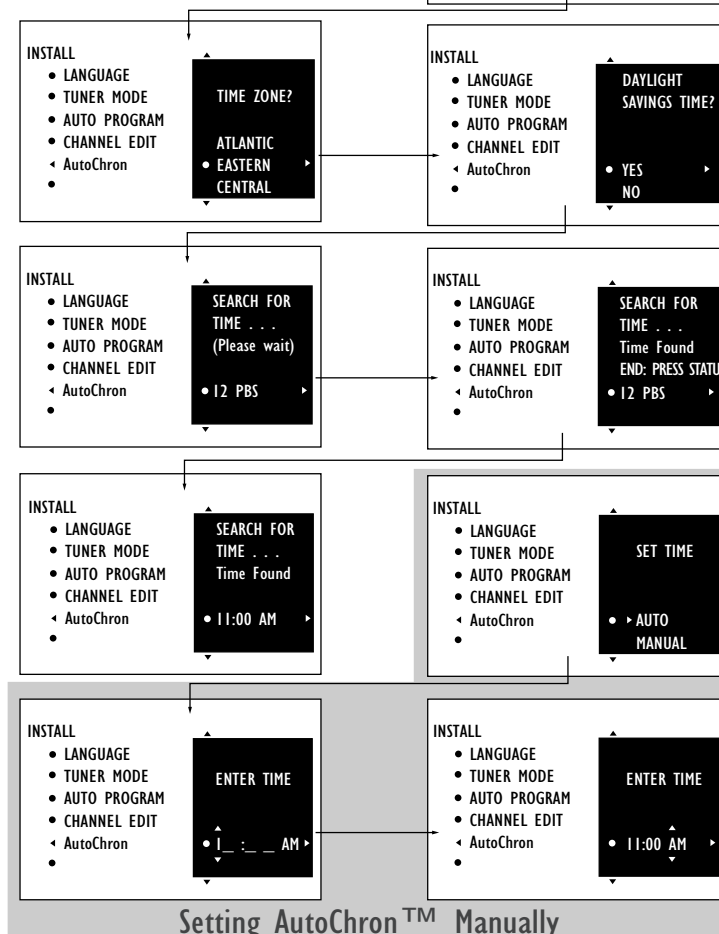 INSTALL
• LANGUAGE
• TUNER MODE
• AUTO PROGRAM
• CHANNEL EDIT
◂ AutoChron
•
TIME ZONE?
ATLANTIC
• EASTERN ▸
CENTRAL
INSTALL
• LANGUAGE
• TUNER MODE
• AUTO PROGRAM
• CHANNEL EDIT
◂ AutoChron
•
DAYLIGHT
SAVINGS TIME?
• YES ▸
NO
INSTALL
• LANGUAGE
• TUNER MODE
• AUTO PROGRAM
• CHANNEL EDIT
◂ AutoChron
•
SEARCH FOR
TIME . . .
(Please wait)
• 12 PBS ▸
INSTALL
• LANGUAGE
• TUNER MODE
• AUTO PROGRAM
• CHANNEL EDIT
◂ AutoChron
•
SEARCH FOR
TIME . . .
Time Found
END: PRESS STATU
• 12 PBS ▸
INSTALL
• LANGUAGE
• TUNER MODE
• AUTO PROGRAM
• CHANNEL EDIT
◂ AutoChron
•
SEARCH FOR
TIME . . .
Time Found
• 11:00 AM ▸
INSTALL
• LANGUAGE
• TUNER MODE
• AUTO PROGRAM
• CHANNEL EDIT
◂ AutoChron
•
SET TIME
• ▸ AUTO
MANUAL
INSTALL
• LANGUAGE
• TUNER MODE
• AUTO PROGRAM
• CHANNEL EDIT
◂ AutoChron
•
ENTER TIME
• 1_ :_ _ AM ▸
INSTALL
• LANGUAGE
• TUNER MODE
• AUTO PROGRAM
• CHANNEL EDIT
◂ AutoChron
•
ENTER TIME
• 11:00 AM ▸
Setting AutoChron™ Manually